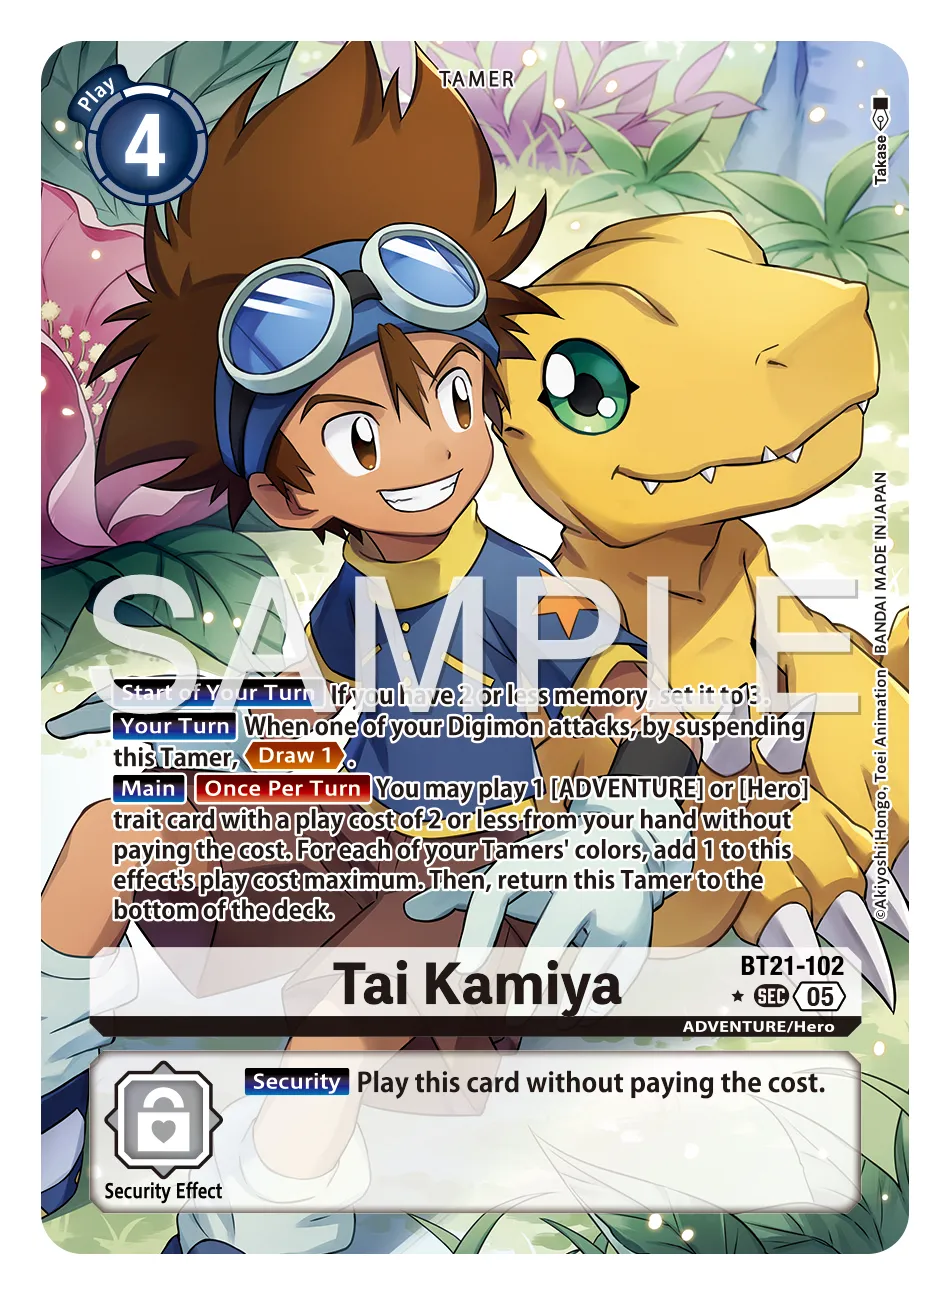 TAMER
Play
4
Takase
SAMPLE
Start of Your Turn If you have 2 or less memory, set it to 3.
Your Turn When one of your Digimon attacks, by suspending
this Tamer, Draw 1.
Main Once Per Turn You may play 1 [ADVENTURE] or [Hero]
trait card with a play cost of 2 or less from your hand without
paying the cost. For each of your Tamers' colors, add 1 to this
effect's play cost maximum. Then, return this Tamer to the
bottom of the deck.
©Akiyoshi Hongo, Toei Animation BANDAI MADE IN JAPAN
Tai Kamiya
BT21-102
★ SEC 05
ADVENTURE/Hero
Security Play this card without paying the cost.
Security Effect